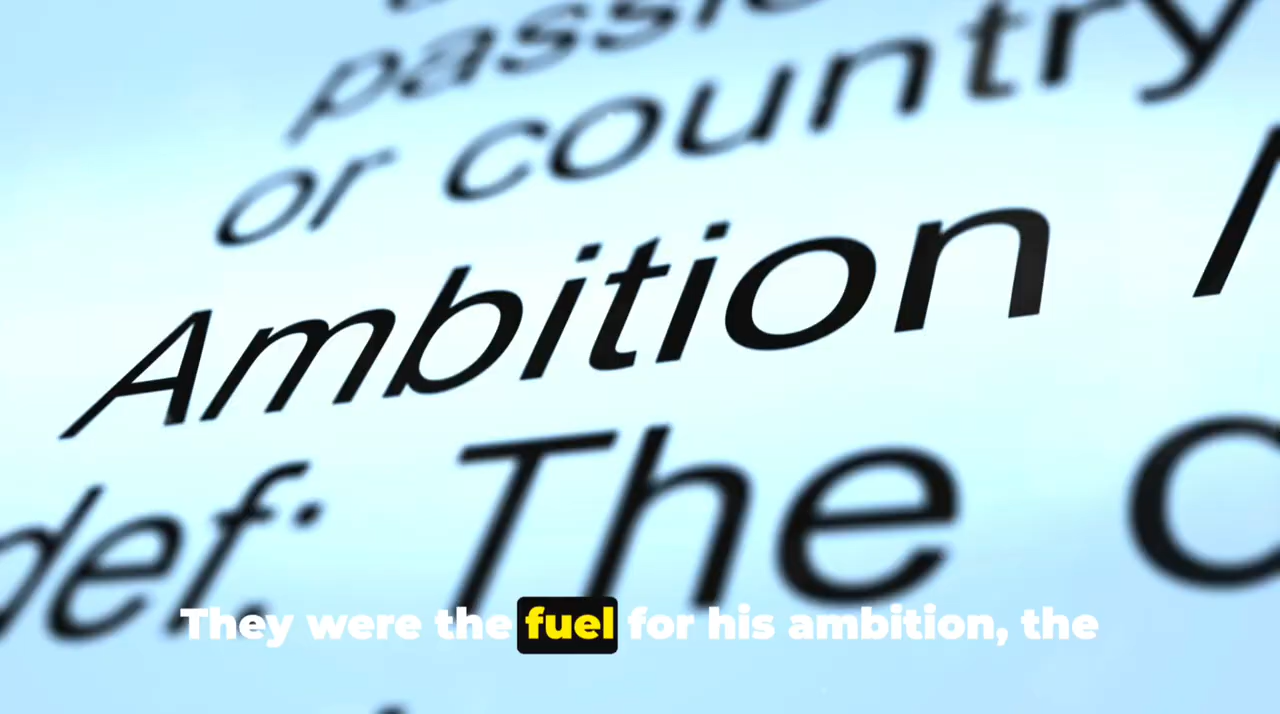 or country
Ambition
def: The
They were the fuel for his ambition, the